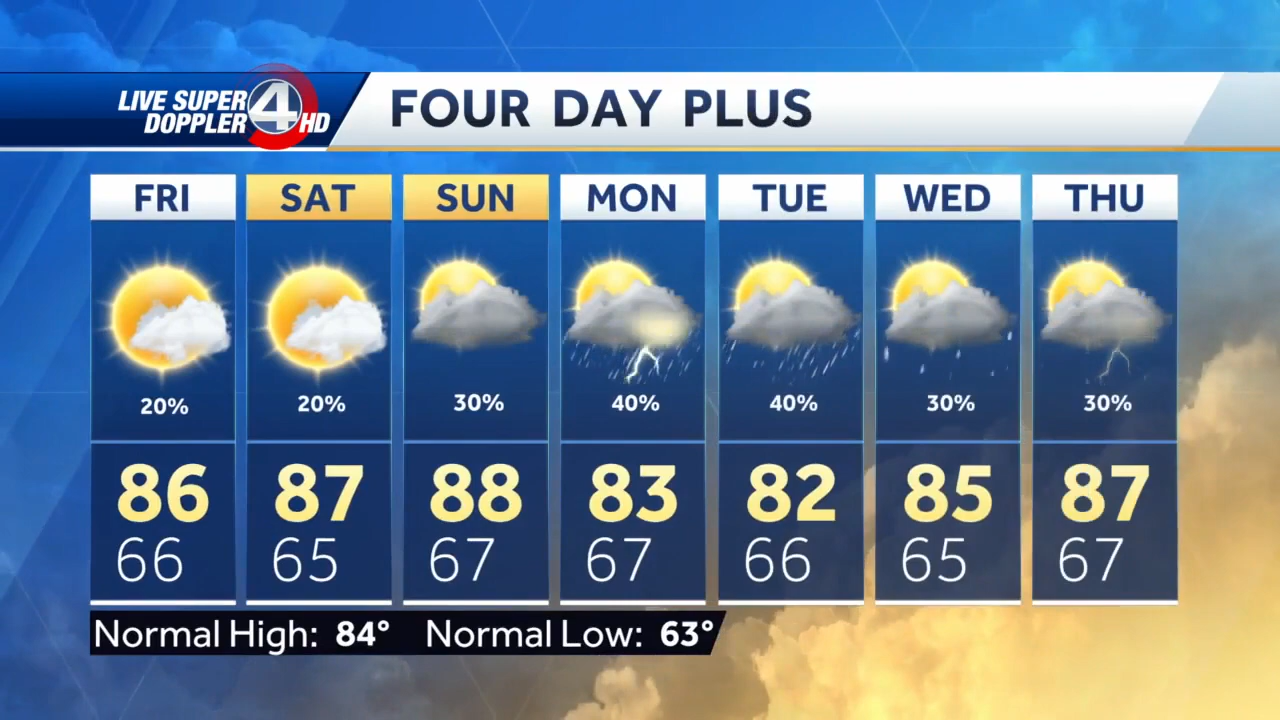 LIVE SUPER
DOPPLER 4 HD
FOUR DAY PLUS
FRI SAT SUN MON TUE WED THU
20% 20% 30% 40% 40% 30% 30%
86 87 88 83 82 85 87
66 65 67 67 66 65 67
Normal High: 84° Normal Low: 63°